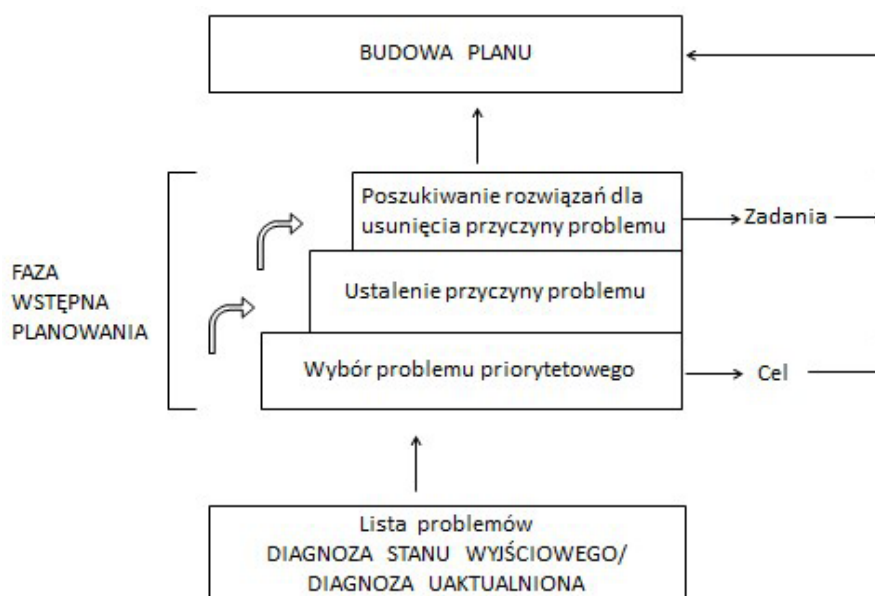 BUDOWA PLANU
Poszukiwanie rozwiązań dla
usunięcia przyczyny problemu
Zadania
Ustalenie przyczyny problemu
FAZA
WSTĘPNA
PLANOWANIA
Wybór problemu priorytetowego
Cel
Lista problemów
DIAGNOZA STANU WYJŚCIOWEGO/
DIAGNOZA UAKTUALNIONA